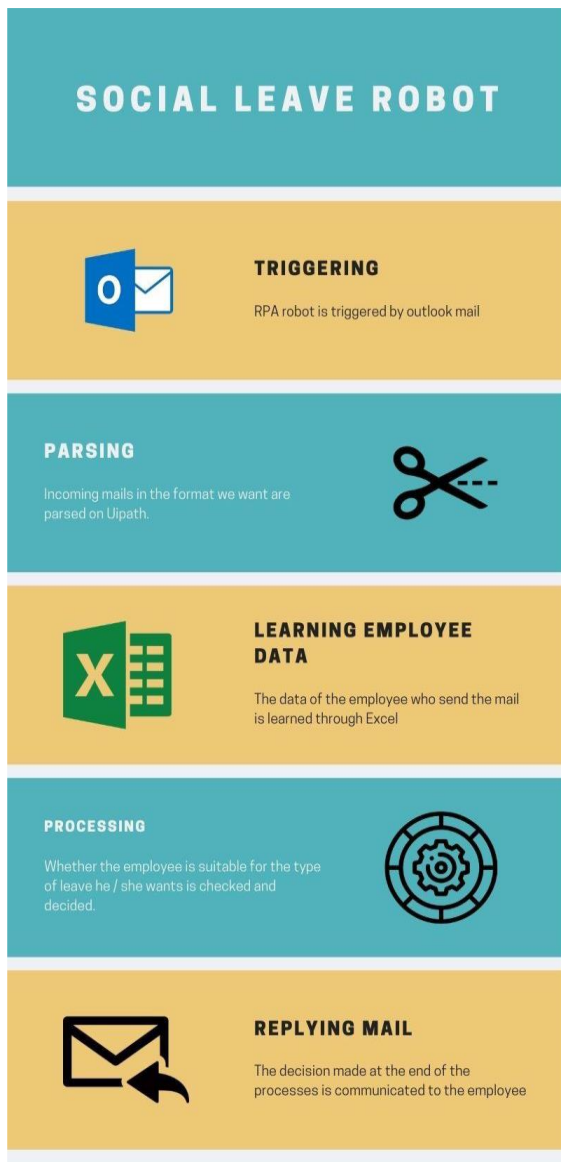 SOCIAL LEAVE ROBOT
O
TRIGGERING
RPA robot is triggered by outlook mail
PARSING
Incoming mails in the format we want are
parsed on Uipath.
X
LEARNING EMPLOYEE
DATA
The data of the employee who send the mail
is learned through Excel
PROCESSING
Whether the employee is suitable for the type
of leave he / she wants is checked and
decided.
REPLYING MAIL
The decision made at the end of the
processes is communicated to the employee